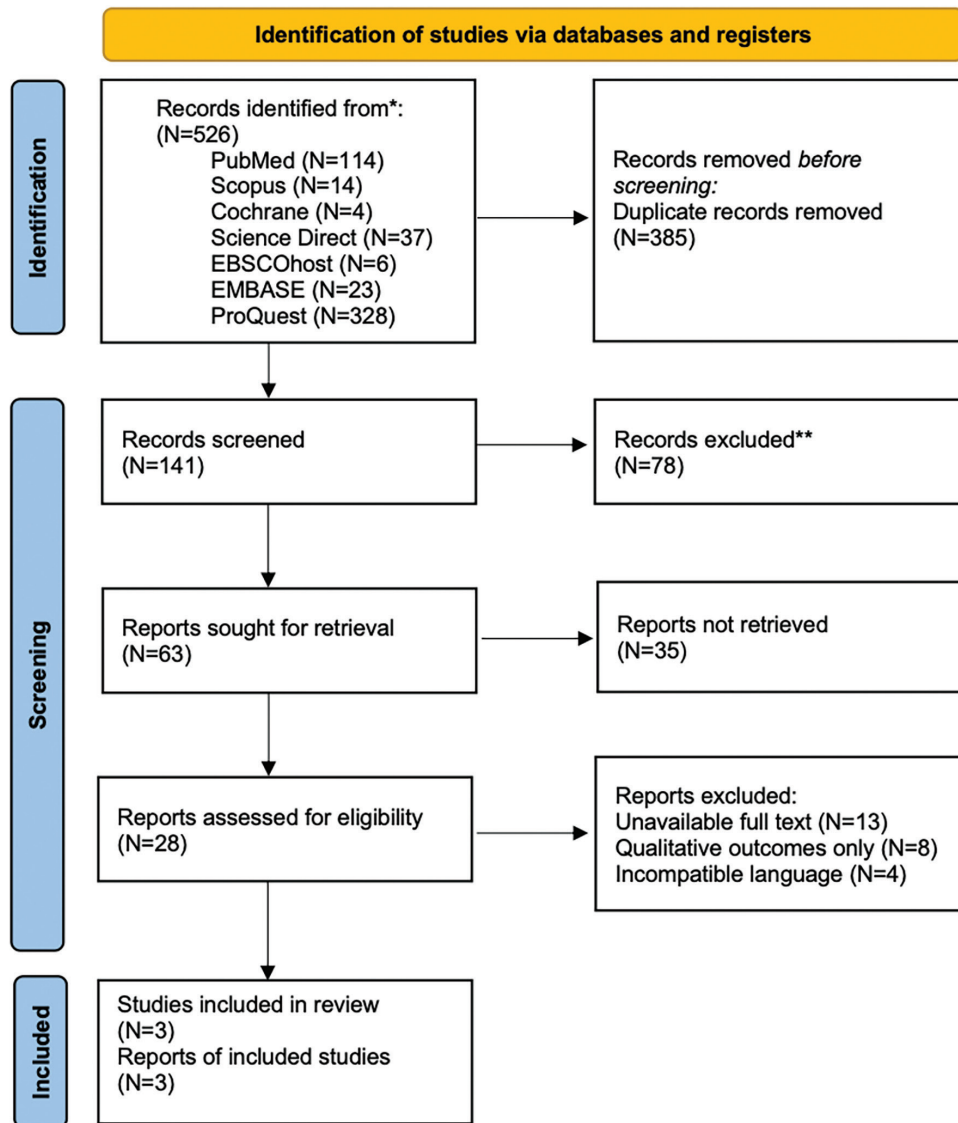 Identification of studies via databases and registers
Identification
Records identified from*:
(N=526)
PubMed (N=114)
Scopus (N=14)
Cochrane (N=4)
Science Direct (N=37)
EBSCOhost (N=6)
EMBASE (N=23)
ProQuest (N=328)
Records removed before
screening:
Duplicate records removed
(N=385)
Screening
Records screened
(N=141)
Records excluded**
(N=78)
Reports sought for retrieval
(N=63)
Reports not retrieved
(N=35)
Reports assessed for eligibility
(N=28)
Reports excluded:
Unavailable full text (N=13)
Qualitative outcomes only (N=8)
Incompatible language (N=4)
Included
Studies included in review
(N=3)
Reports of included studies
(N=3)